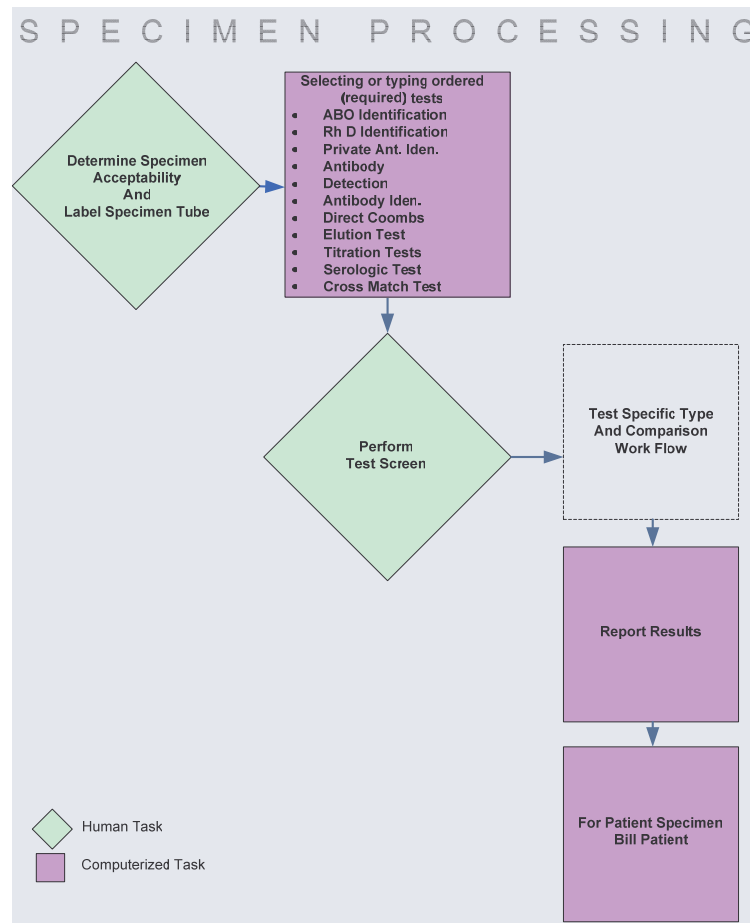 SPECIMEN PROCESSING
Determine Specimen
Acceptability
And
Label Specimen Tube
Selecting or typing ordered
(required) tests
• ABO Identification
• Rh D Identification
• Private Ant. Iden.
• Antibody
• Detection
• Antibody Iden.
• Direct Coombs
• Elution Test
• Titration Tests
• Serologic Test
• Cross Match Test
Perform
Test Screen
Test Specific Type
And Comparison
Work Flow
Report Results
For Patient Specimen
Bill Patient
Human Task
Computerized Task